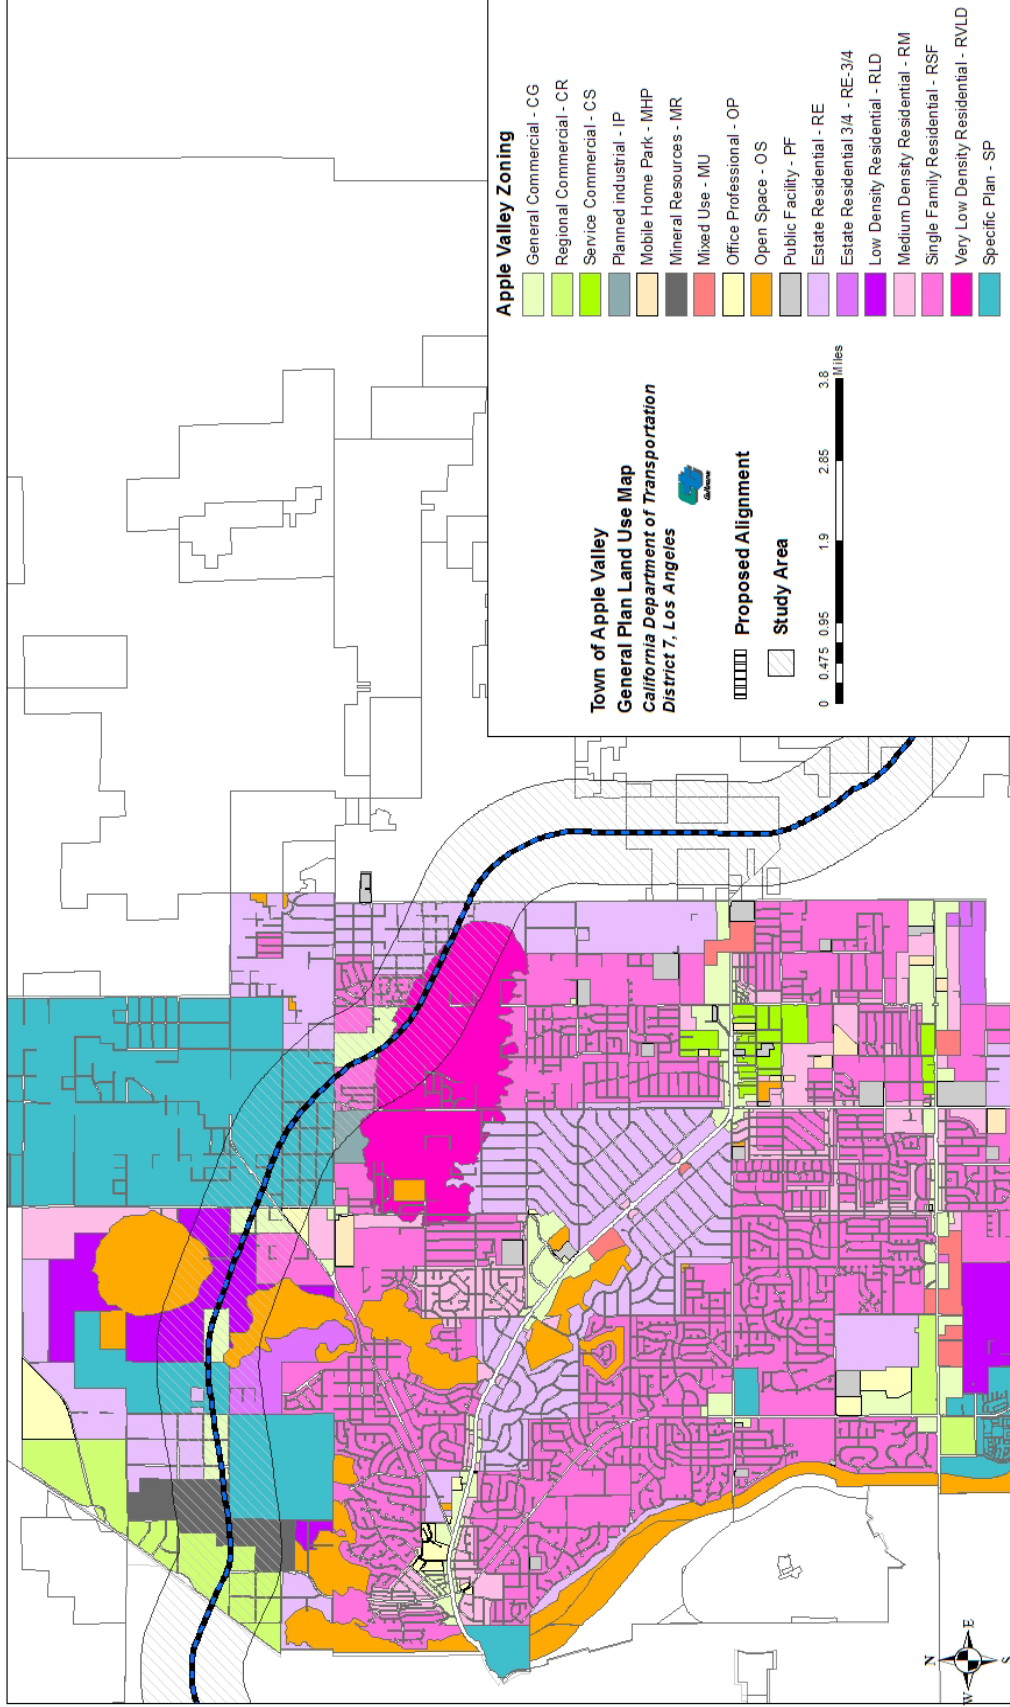 Apple Valley Zoning
General Commercial - CG
Regional Commercial - CR
Service Commercial - CS
Planned industrial - IP
Mobile Home Park - MHP
Mineral Resources - MR
Mixed Use - MU
Office Professional - OP
Open Space - OS
Public Facility - PF
Estate Residential - RE
Estate Residential 3/4 - RE-3/4
Low Density Residential - RLD
Medium Density Residential - RM
Single Family Residential - RSF
Very Low Density Residential - RVLD
Specific Plan - SP
Town of Apple Valley
General Plan Land Use Map
California Department of Transportation
District 7, Los Angeles
Caltrans
Proposed Alignment
Study Area
0 0.475 0.95 1.9 2.85 3.8
Miles
N
W E
S